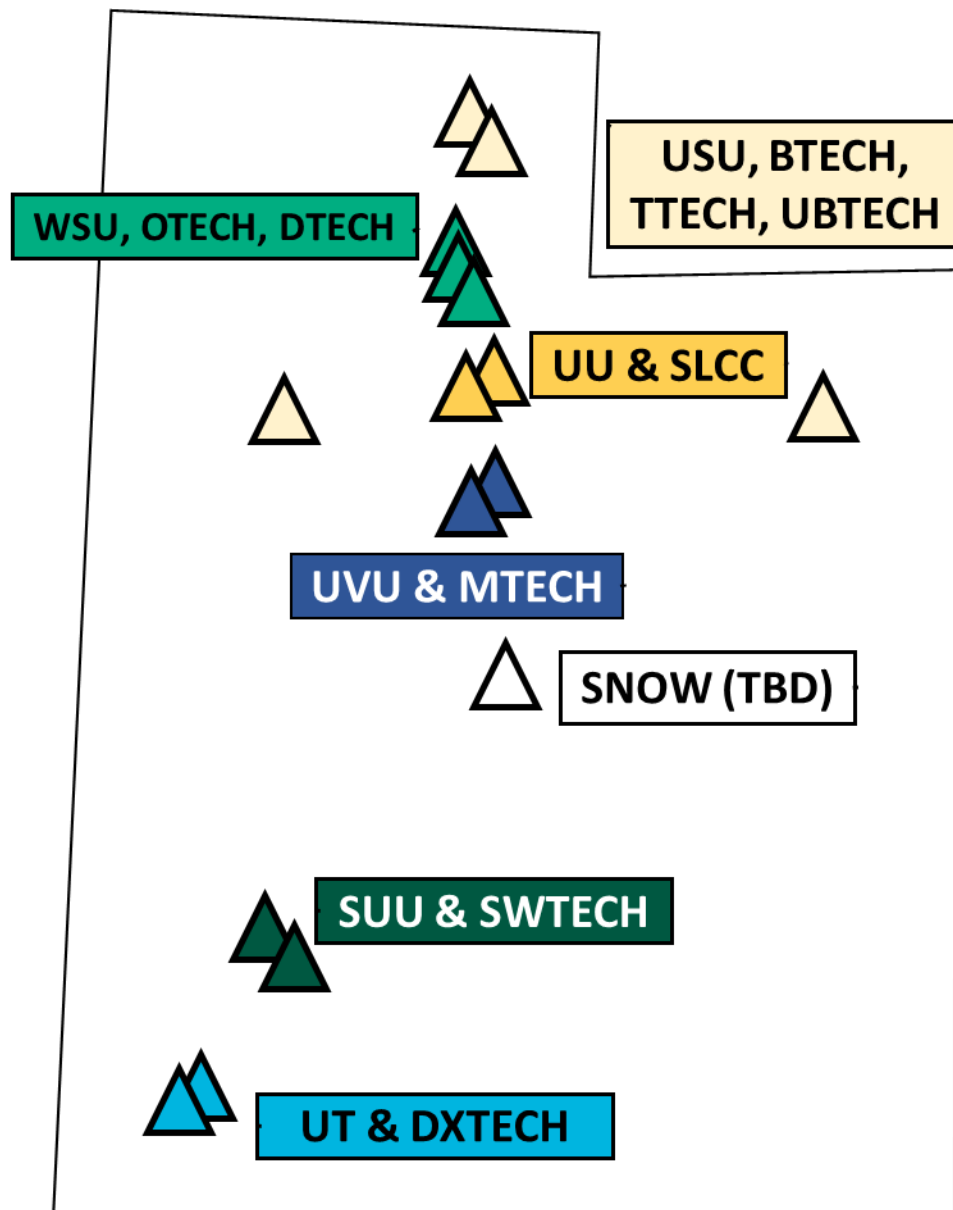 USU, BTECH,
TTECH, UBTECH
WSU, OTECH, DTECH
UU & SLCC
UVU & MTECH
SNOW (TBD)
SUU & SWTECH
UT & DXTECH